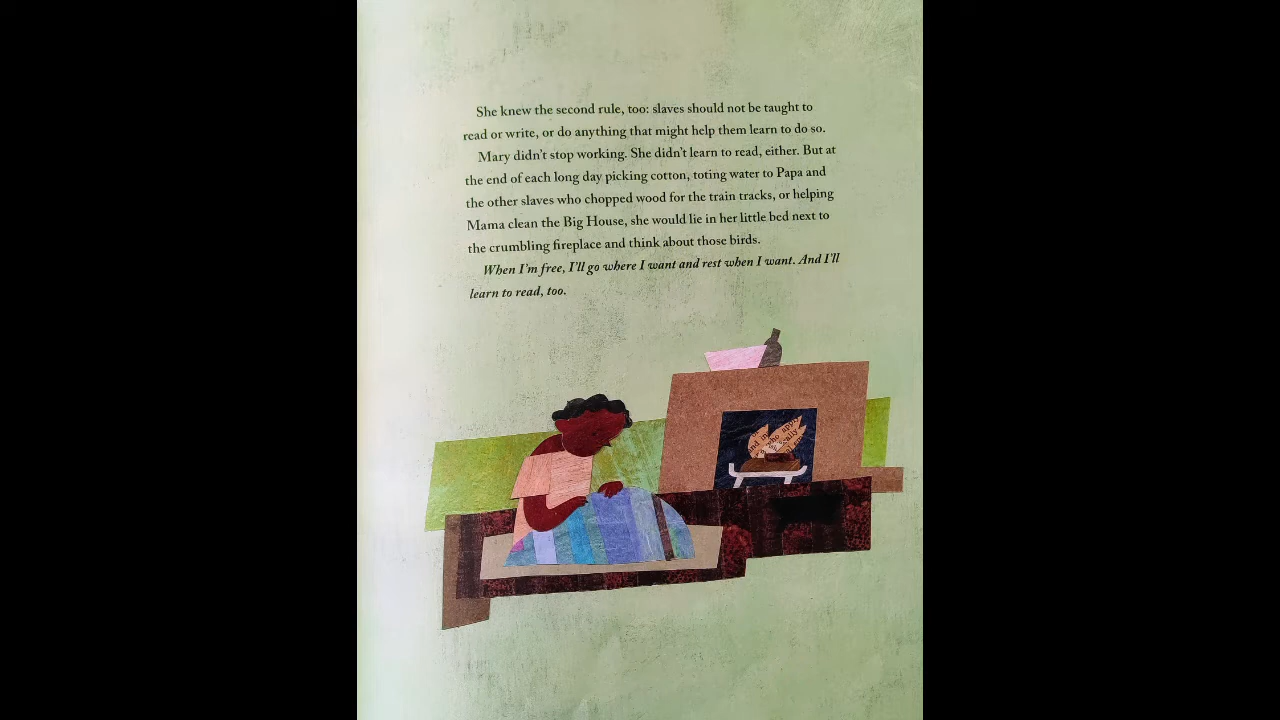 She knew the second rule, too: slaves should not be taught to
read or write, or do anything that might help them learn to do so.
Mary didn't stop working. She didn't learn to read, either. But at
the end of each long day picking cotton, toting water to Papa and
the other slaves who chopped wood for the train tracks, or helping
Mama clean the Big House, she would lie in her little bed next to
the crumbling fireplace and think about those birds.
When I'm free, I'll go where I want and rest when I want. And I'll
learn to read, too.
and in
who